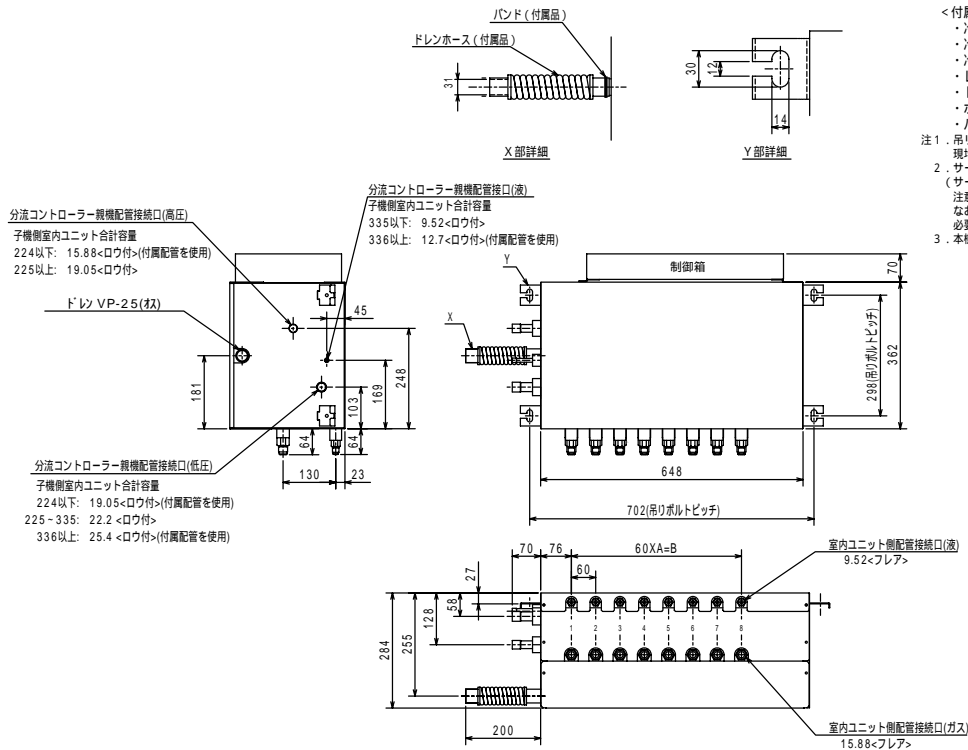 バンド(付属品)
ドレンホース(付属品)
31
X部詳細
30
12
14
Y部詳細
<付属
・冷
・冷
・冷
・
・
・
・
注1.吊り
現地
2.サー
(サー
注意
なお
必要
3.本機
分流コントローラー親機配管接続口(高圧)
子機側室内ユニット合計容量
224以下: 15.88<ロウ付>(付属配管を使用)
225以上: 19.05<ロウ付>
ドレン VP-25(オス)
分流コントローラー親機配管接続口(液)
子機側室内ユニット合計容量
335以下: 9.52<ロウ付>
336以上: 12.7<ロウ付>(付属配管を使用)
45
181
248
169
103
64
64
130
23
分流コントローラー親機配管接続口(低圧)
子機側室内ユニット合計容量
224以下: 19.05<ロウ付>(付属配管を使用)
225~335: 22.2 <ロウ付>
336以上: 25.4 <ロウ付>(付属配管を使用)
制御箱
Y
X
70
362
298(吊りボルトピッチ)
648
702(吊りボルトピッチ)
70
76
60XA=B
60
27
58
128
255
284
1 2 3 4 5 6 7 8
200
室内ユニット側配管接続口(液)
9.52<フレア>
室内ユニット側配管接続口(ガス)
15.88<フレア>